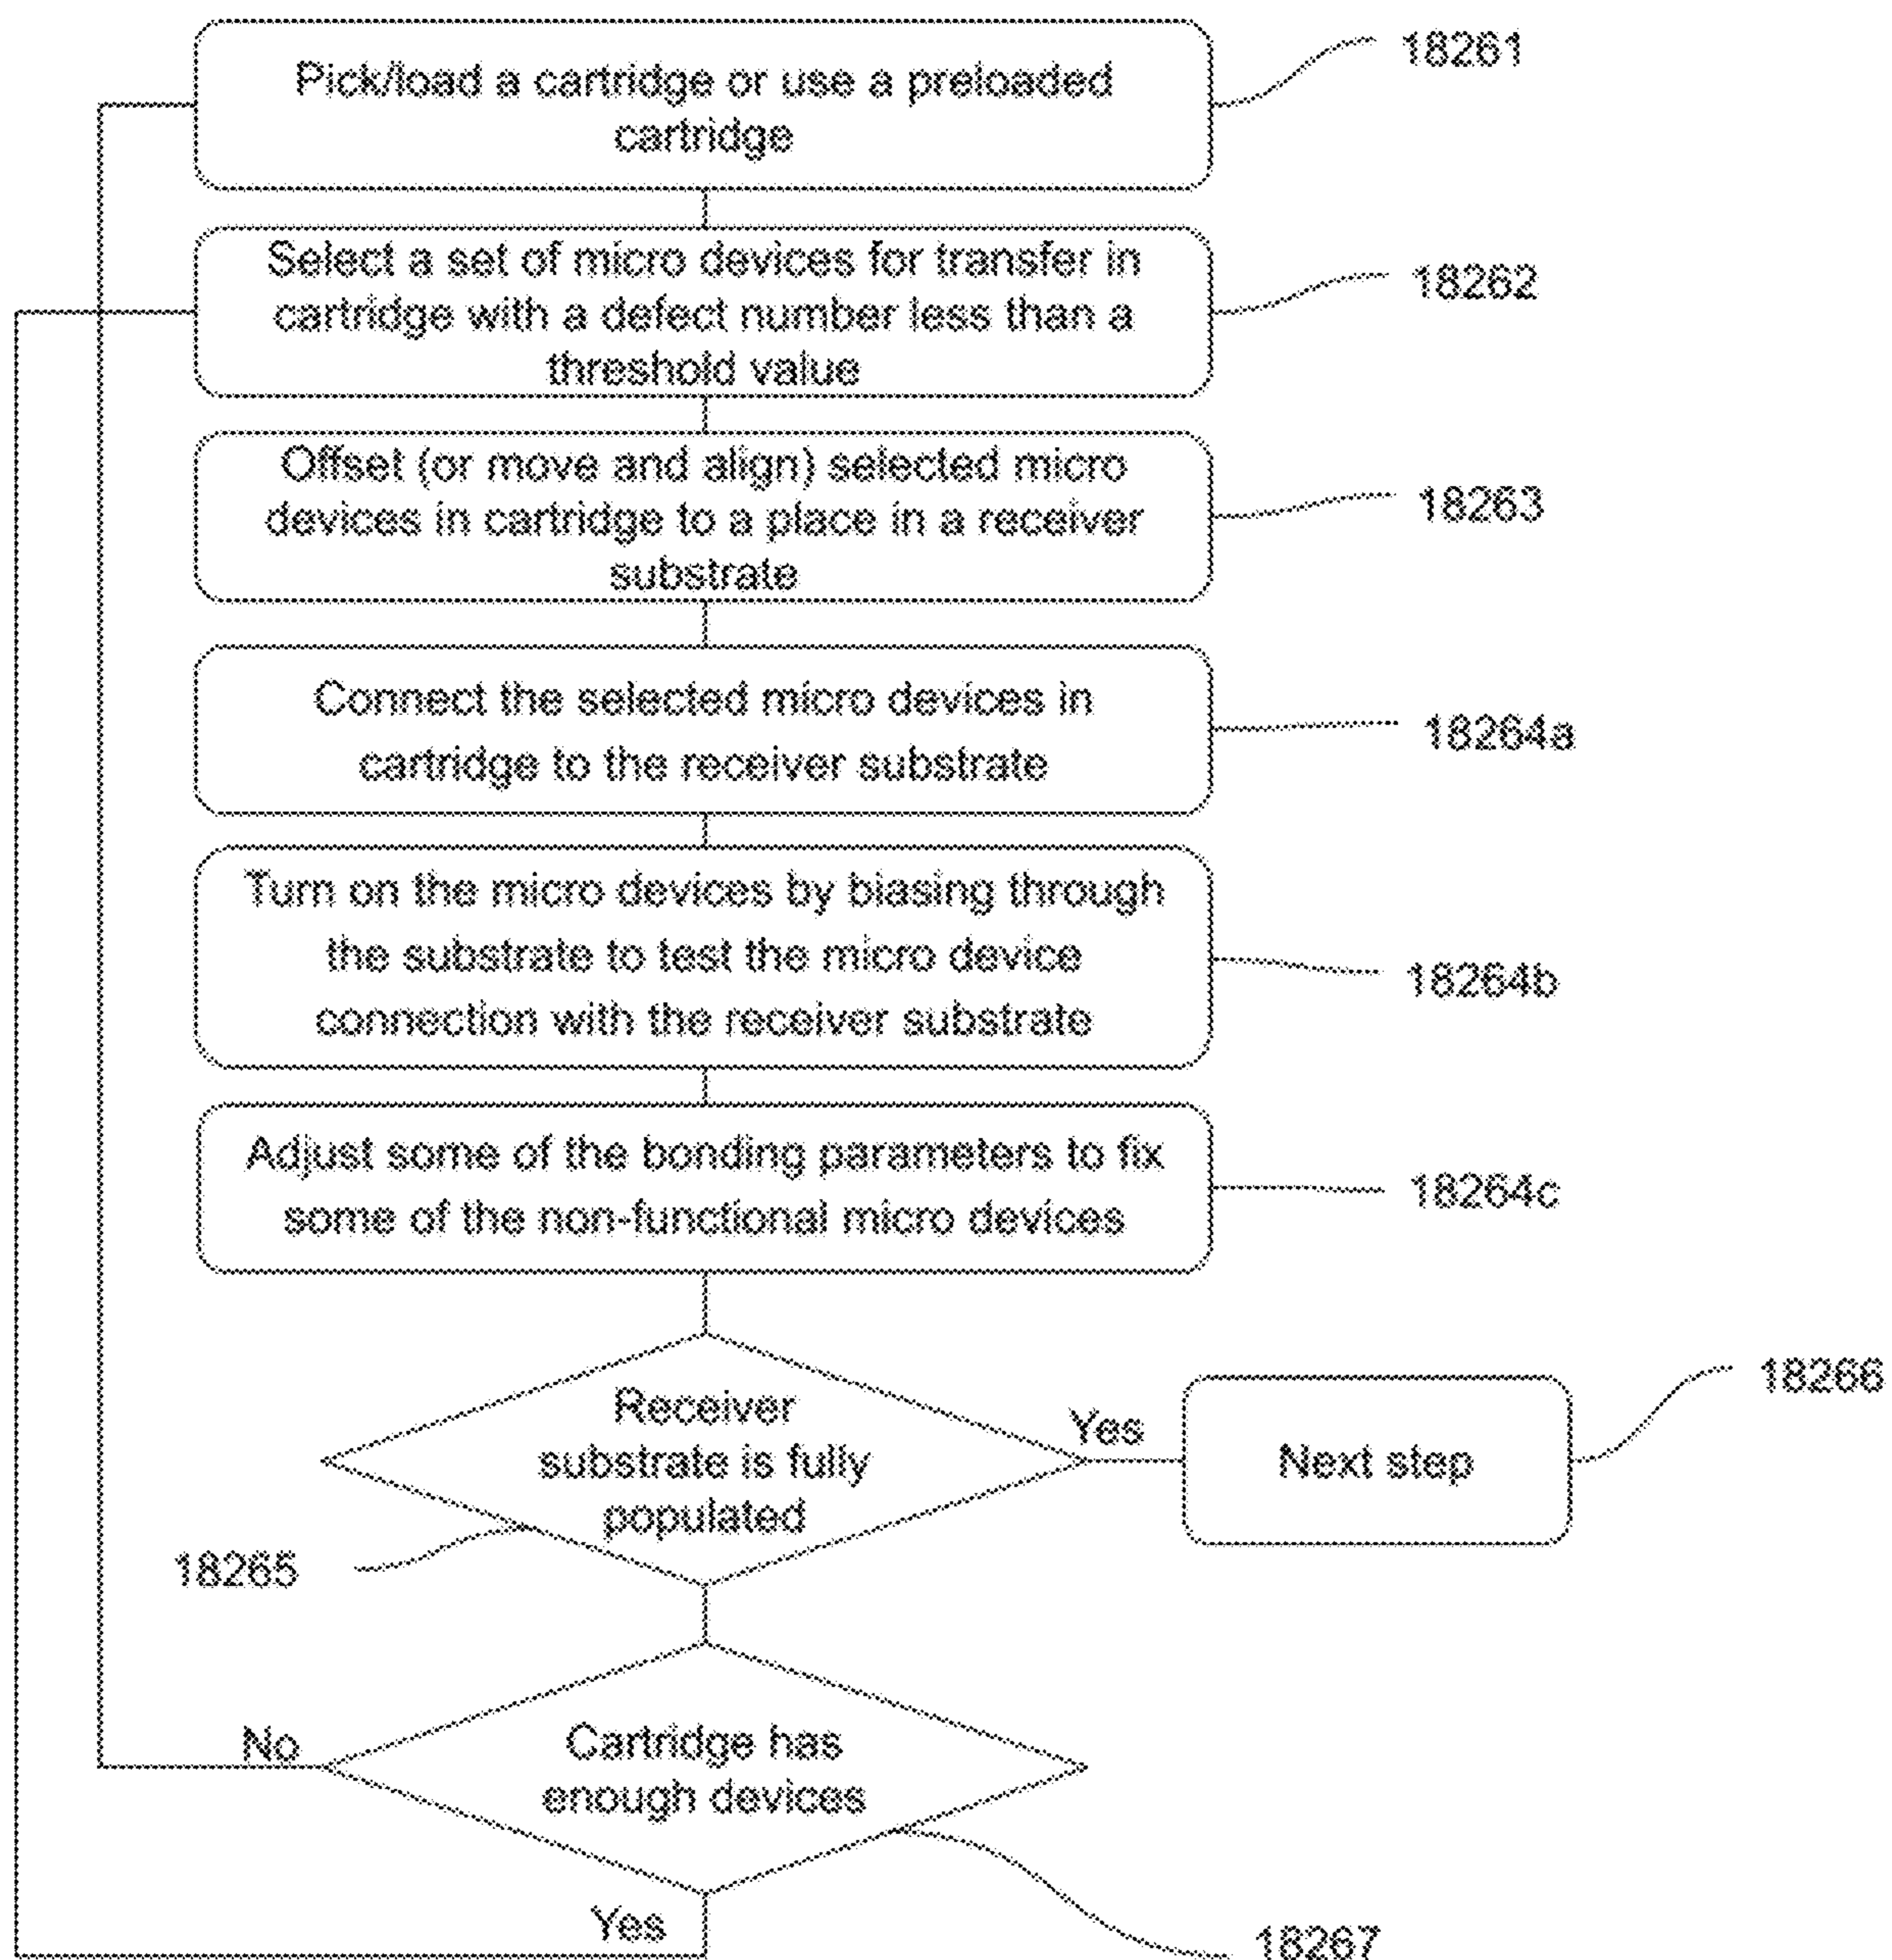 Pick/load a cartridge or use a preloaded
cartridge
18261
Select a set of micro devices for transfer in
cartridge with a defect number less than a
threshold value
18262
Offset (or move and align) selected micro
devices in cartridge to a place in a receiver
substrate
18263
Connect the selected micro devices in
cartridge to the receiver substrate
18264a
Turn on the micro devices by biasing through
the substrate to test the micro device
connection with the receiver substrate
18264b
Adjust some of the bonding parameters to fix
some of the non-functional micro devices
18264c
Receiver
substrate is fully
populated
18265
Yes
Next step
18266
Cartridge has
enough devices
No
Yes
18267